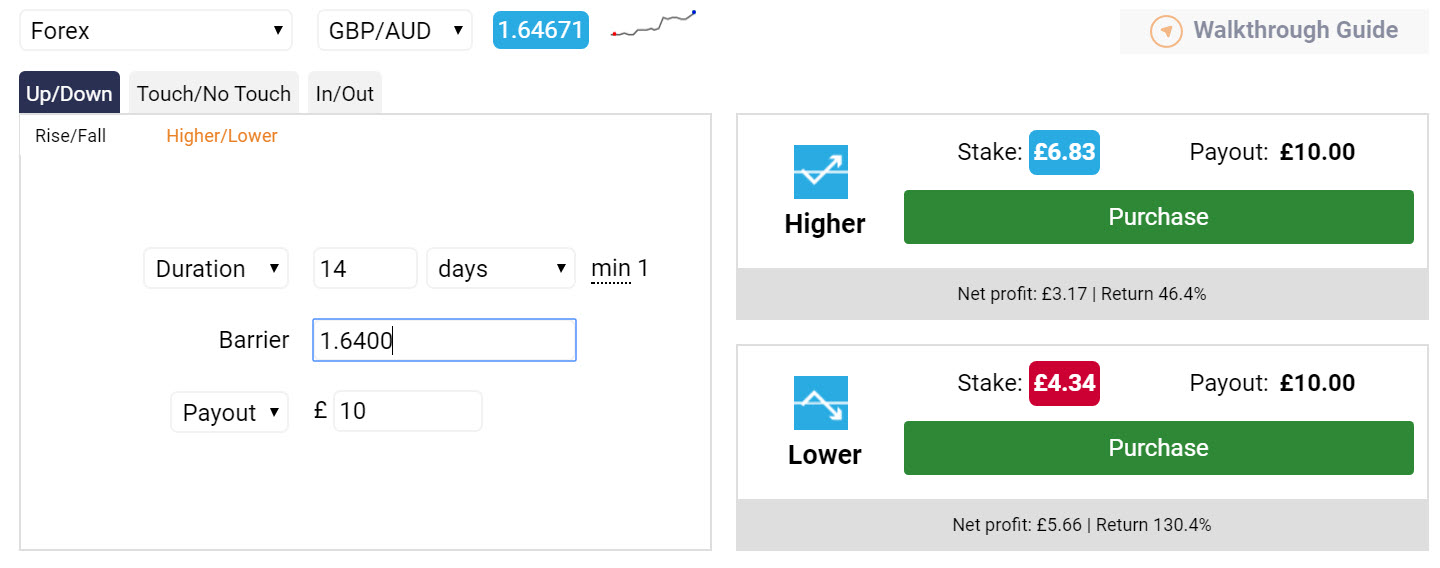 Forex GBP/AUD 1.64671 Walkthrough Guide
Up/Down Touch/No Touch In/Out
Rise/Fall Higher/Lower
Duration 14 days min 1
Barrier 1.6400
Payout £ 10
Stake: £6.83 Payout: £10.00
Purchase
Higher
Net profit: £3.17 | Return 46.4%
Stake: £4.34 Payout: £10.00
Purchase
Lower
Net profit: £5.66 | Return 130.4%